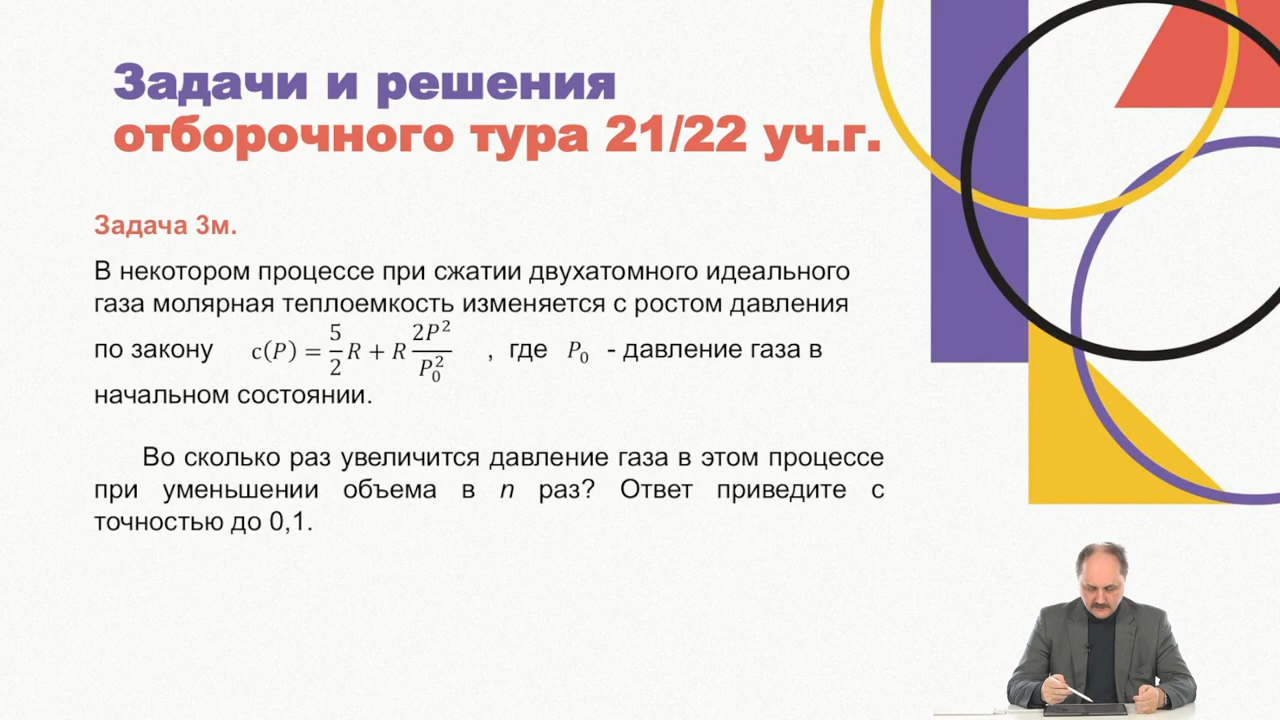 Задачи и решения
отборочного тура 21/22 уч.г.
Задача 3м.
В некотором процессе при сжатии двухатомного идеального
газа молярная теплоемкость изменяется с ростом давления
по закону c(P) = 5/2 R + R 2P²/P₀² , где P₀ - давление газа в
начальном состоянии.
Во сколько раз увеличится давление газа в этом процессе
при уменьшении объема в n раз? Ответ приведите с
точностью до 0,1.